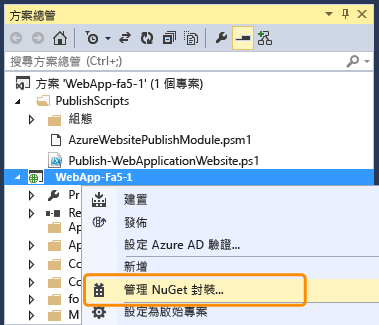 方案總管
搜尋方案總管 (Ctrl+;)
方案 'WebApp-fa5-1' (1 個專案)
PublishScripts
組態
AzureWebsitePublishModule.psm1
Publish-WebApplicationWebsite.ps1
WebApp-Fa5-1
Pr
建置
Re
發佈
Ap
設定 Azure AD 驗證...
Ap
Cc
新增
Cc
管理 NuGet 封裝...
fo
設定為啟始專案
M